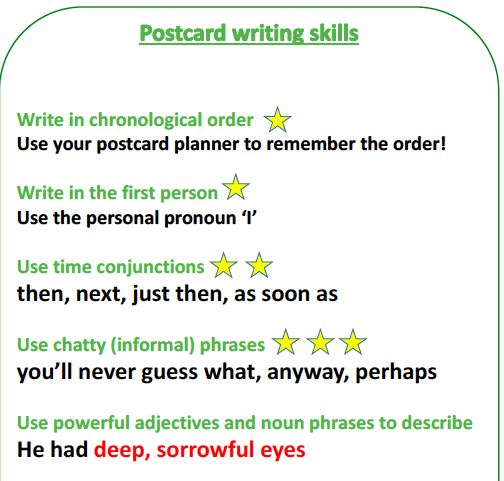 Postcard writing skills
Write in chronological order
Use your postcard planner to remember the order!
Write in the first person
Use the personal pronoun ‘I’
Use time conjunctions
then, next, just then, as soon as
Use chatty (informal) phrases
you’ll never guess what, anyway, perhaps
Use powerful adjectives and noun phrases to describe
He had deep, sorrowful eyes